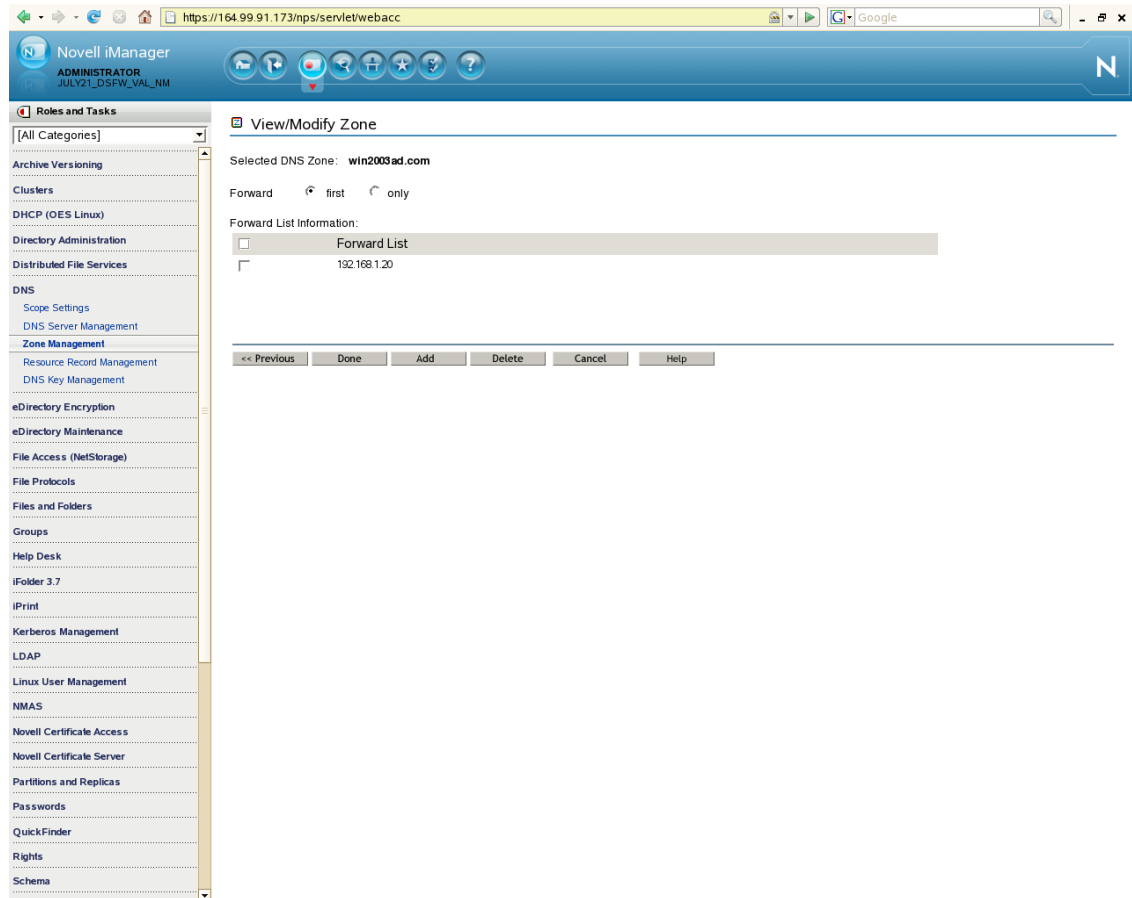 https://164.99.91.173/nps/servlet/webacc
G
Google
Novell iManager
ADMINISTRATOR
JULY21_DSFW_VAL_NM
N
Roles and Tasks
[All Categories]
Archive Versioning
Clusters
DHCP (OES Linux)
Directory Administration
Distributed File Services
DNS
Scope Settings
DNS Server Management
Zone Management
Resource Record Management
DNS Key Management
eDirectory Encryption
eDirectory Maintenance
File Access (NetStorage)
File Protocols
Files and Folders
Groups
Help Desk
iFolder 3.7
iPrint
Kerberos Management
LDAP
Linux User Management
NMAS
Novell Certificate Access
Novell Certificate Server
Partitions and Replicas
Passwords
QuickFinder
Rights
Schema
View/Modify Zone
Selected DNS Zone: win2003ad.com
Forward first only
Forward List Information:
Forward List
192.168.1.20
<< Previous Done Add Delete Cancel Help